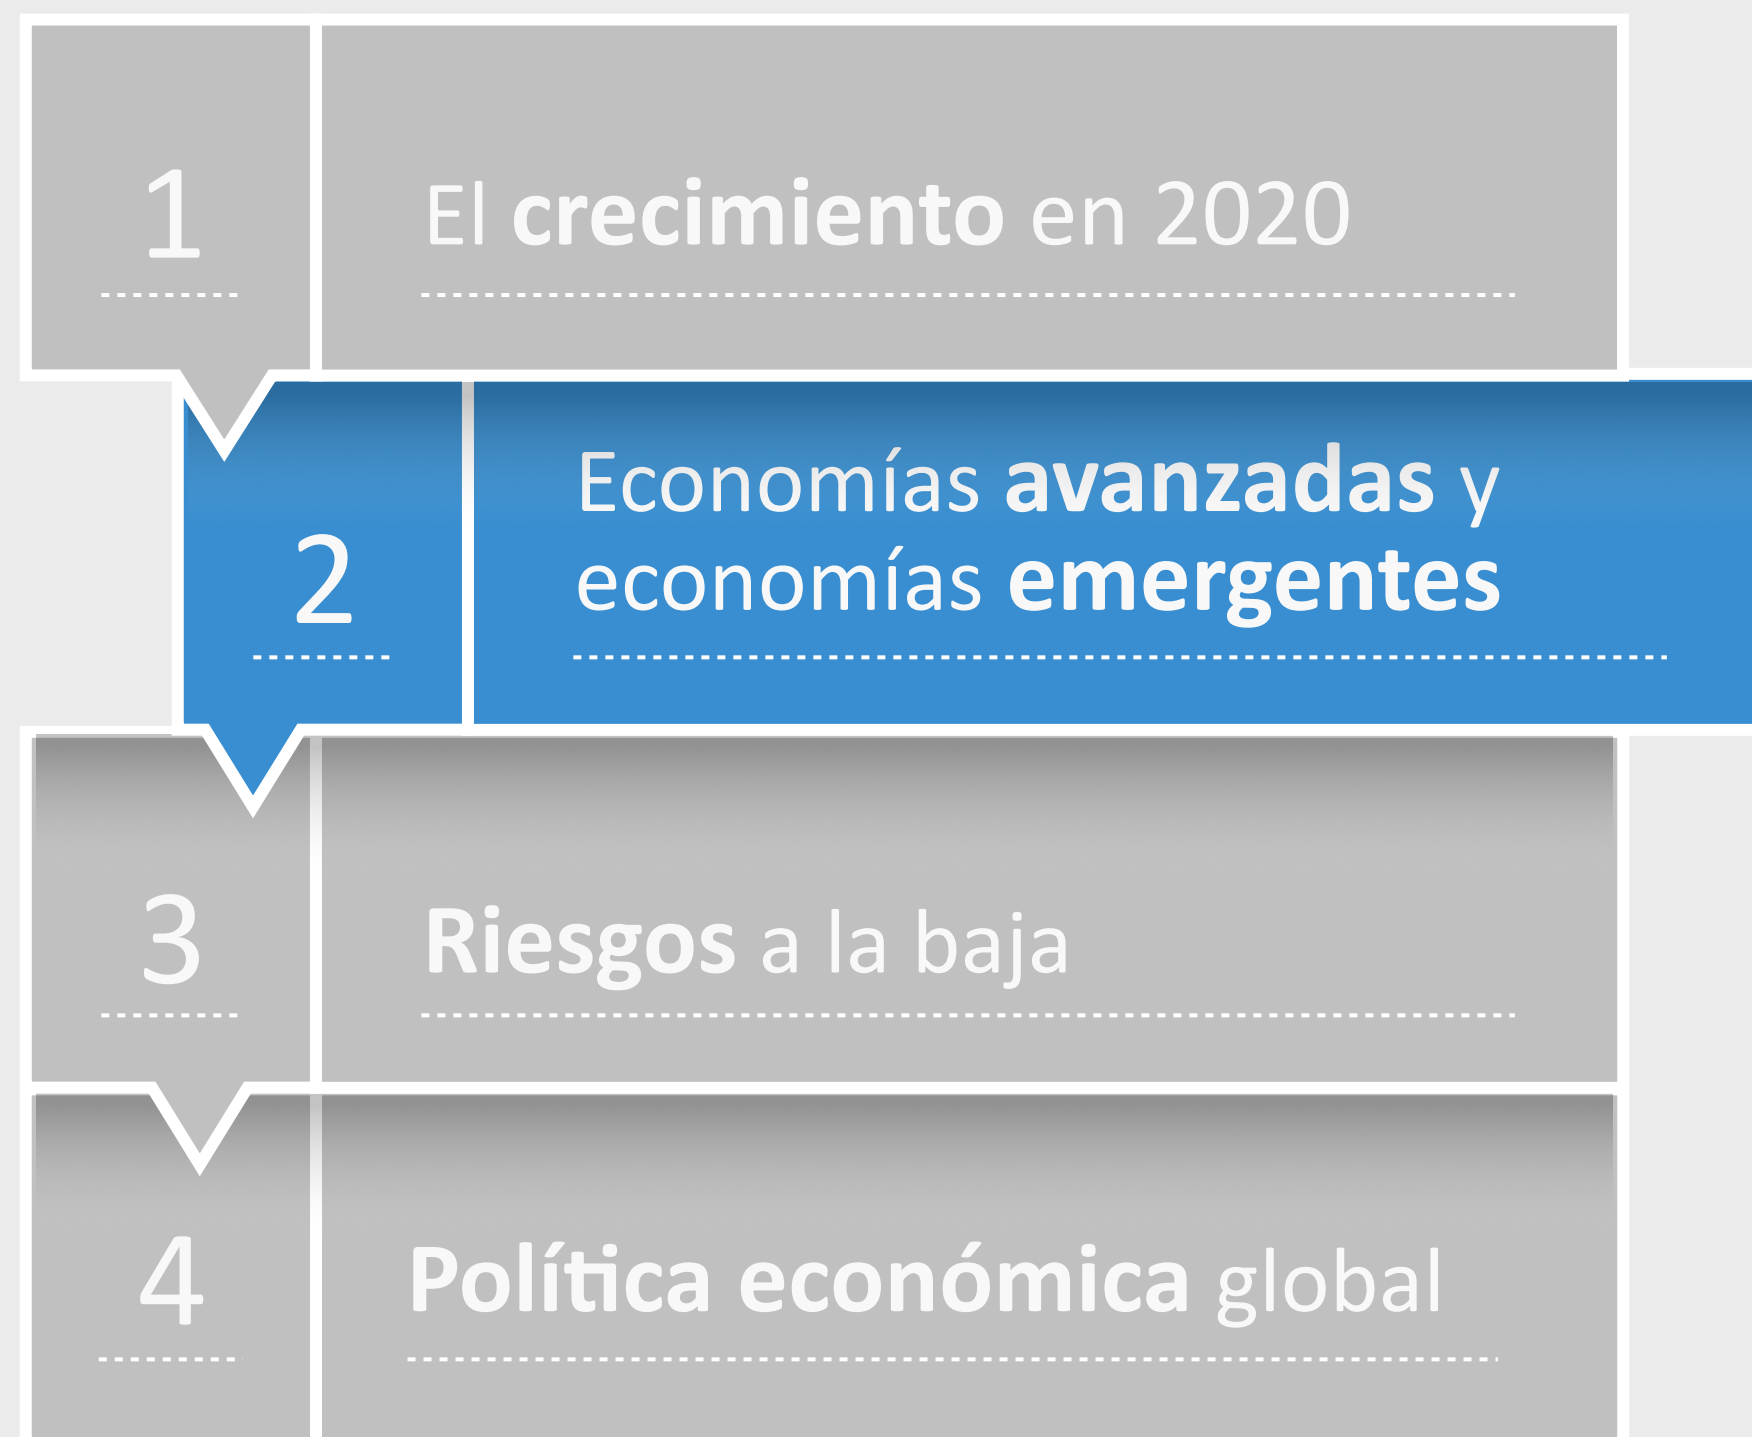 1
El crecimiento en 2020
2
Economías avanzadas y
economías emergentes
3
Riesgos a la baja
4
Política económica global